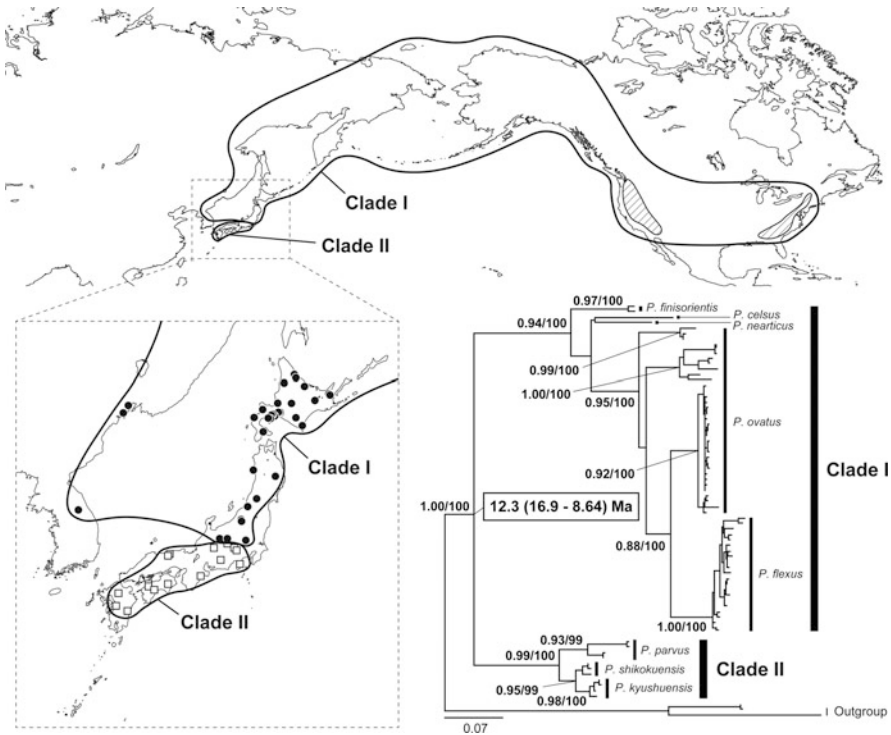 Clade I
Clade II
Clade I
Clade II
0.97/100
P. finisorientis
P. celsus
P. nearticus
0.94/100
0.99/100
1.00/100
0.95/100
P. ovatus
0.92/100
Clade I
1.00/100
12.3 (16.9 - 8.64) Ma
0.88/100
P. flexus
1.00/100
0.93/99
P. parvus
0.99/100
Clade II
P. shikokuensis
0.95/99
P. kyushuensis
0.98/100
Outgroup
0.07